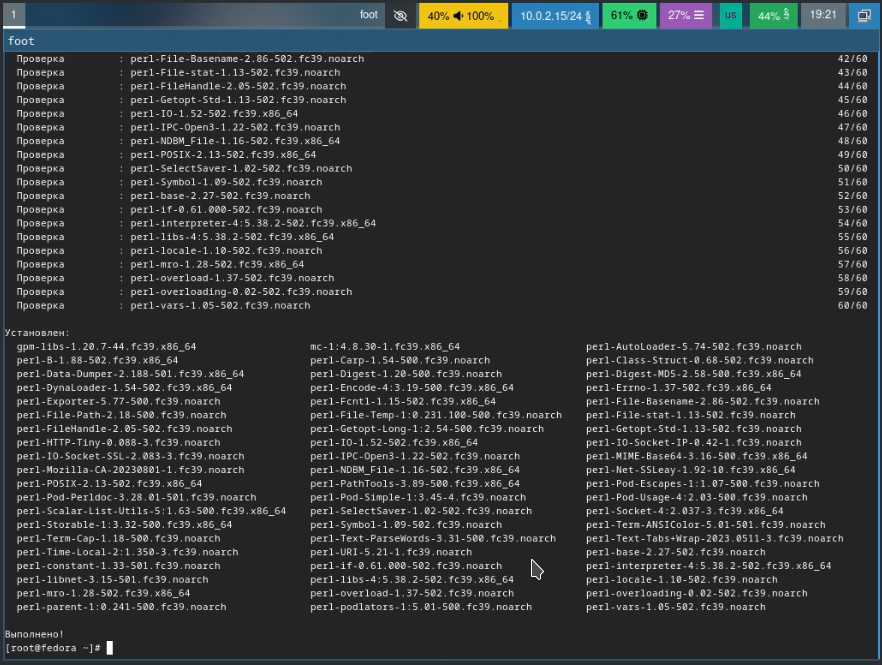 1 foot 40% 100% 10.0.2.15/24 61% 27% us 44% 19:21
foot
Проверка : perl-File-Basename-2.86-502.fc39.noarch 42/60
Проверка : perl-File-stat-1.13-502.fc39.noarch 43/60
Проверка : perl-FileHandle-2.05-502.fc39.noarch 44/60
Проверка : perl-Getopt-Std-1.13-502.fc39.noarch 45/60
Проверка : perl-IO-1.52-502.fc39.x86_64 46/60
Проверка : perl-IPC-Open3-1.22-502.fc39.noarch 47/60
Проверка : perl-NDBM_File-1.16-502.fc39.x86_64 48/60
Проверка : perl-POSIX-2.13-502.fc39.x86_64 49/60
Проверка : perl-SelectSaver-1.02-502.fc39.noarch 50/60
Проверка : perl-Symbol-1.09-502.fc39.noarch 51/60
Проверка : perl-base-2.27-502.fc39.noarch 52/60
Проверка : perl-if-0.61.000-502.fc39.noarch 53/60
Проверка : perl-interpreter-4:5.38.2-502.fc39.x86_64 54/60
Проверка : perl-libs-4:5.38.2-502.fc39.x86_64 55/60
Проверка : perl-locale-1.10-502.fc39.noarch 56/60
Проверка : perl-mro-1.28-502.fc39.x86_64 57/60
Проверка : perl-overload-1.37-502.fc39.noarch 58/60
Проверка : perl-overloading-0.02-502.fc39.noarch 59/60
Проверка : perl-vars-1.05-502.fc39.noarch 60/60
Установлен:
gpm-libs-1.20.7-44.fc39.x86_64 mc-1:4.8.30-1.fc39.x86_64 perl-AutoLoader-5.74-502.fc39.noarch
perl-B-1.88-502.fc39.x86_64 perl-Carp-1.54-500.fc39.noarch perl-Class-Struct-0.68-502.fc39.noarch
perl-Data-Dumper-2.188-501.fc39.x86_64 perl-Digest-1.20-500.fc39.noarch perl-Digest-MD5-2.58-500.fc39.x86_64
perl-DynaLoader-1.54-502.fc39.x86_64 perl-Encode-4:3.19-500.fc39.x86_64 perl-Errno-1.37-502.fc39.x86_64
perl-Exporter-5.77-500.fc39.noarch perl-Fcntl-1.15-502.fc39.x86_64 perl-File-Basename-2.86-502.fc39.noarch
perl-File-Path-2.18-500.fc39.noarch perl-File-Temp-1:0.231.100-500.fc39.noarch perl-File-stat-1.13-502.fc39.noarch
perl-FileHandle-2.05-502.fc39.noarch perl-Getopt-Long-1:2.54-500.fc39.noarch perl-Getopt-Std-1.13-502.fc39.noarch
perl-HTTP-Tiny-0.088-3.fc39.noarch perl-IO-1.52-502.fc39.x86_64 perl-IO-Socket-IP-0.42-1.fc39.noarch
perl-IO-Socket-SSL-2.083-3.fc39.noarch perl-IPC-Open3-1.22-502.fc39.noarch perl-MIME-Base64-3.16-500.fc39.x86_64
perl-Mozilla-CA-20230801-1.fc39.noarch perl-NDBM_File-1.16-502.fc39.x86_64 perl-Net-SSLeay-1.92-10.fc39.x86_64
perl-POSIX-2.13-502.fc39.x86_64 perl-PathTools-3.89-500.fc39.x86_64 perl-Pod-Escapes-1:1.07-500.fc39.noarch
perl-Pod-Perldoc-3.28.01-501.fc39.noarch perl-Pod-Simple-1:3.45-4.fc39.noarch perl-Pod-Usage-4:2.03-500.fc39.noarch
perl-Scalar-List-Utils-5:1.63-500.fc39.x86_64 perl-SelectSaver-1.02-502.fc39.noarch perl-Socket-4:2.037-3.fc39.x86_64
perl-Storable-1:3.32-500.fc39.x86_64 perl-Symbol-1.09-502.fc39.noarch perl-Term-ANSIColor-5.01-501.fc39.noarch
perl-Term-Cap-1.18-500.fc39.noarch perl-Text-ParseWords-3.31-500.fc39.noarch perl-Text-Tabs+Wrap-2023.0511-3.fc39.noarch
perl-Time-Local-2:1.350-3.fc39.noarch perl-URI-5.21-1.fc39.noarch perl-base-2.27-502.fc39.noarch
perl-constant-1.33-501.fc39.noarch perl-if-0.61.000-502.fc39.noarch perl-interpreter-4:5.38.2-502.fc39.x86_64
perl-libnet-3.15-501.fc39.noarch perl-libs-4:5.38.2-502.fc39.x86_64 perl-locale-1.10-502.fc39.noarch
perl-mro-1.28-502.fc39.x86_64 perl-overload-1.37-502.fc39.noarch perl-overloading-0.02-502.fc39.noarch
perl-parent-1:0.241-500.fc39.noarch perl-podlators-1:5.01-500.fc39.noarch perl-vars-1.05-502.fc39.noarch
Выполнено!
[root@fedora ~]#